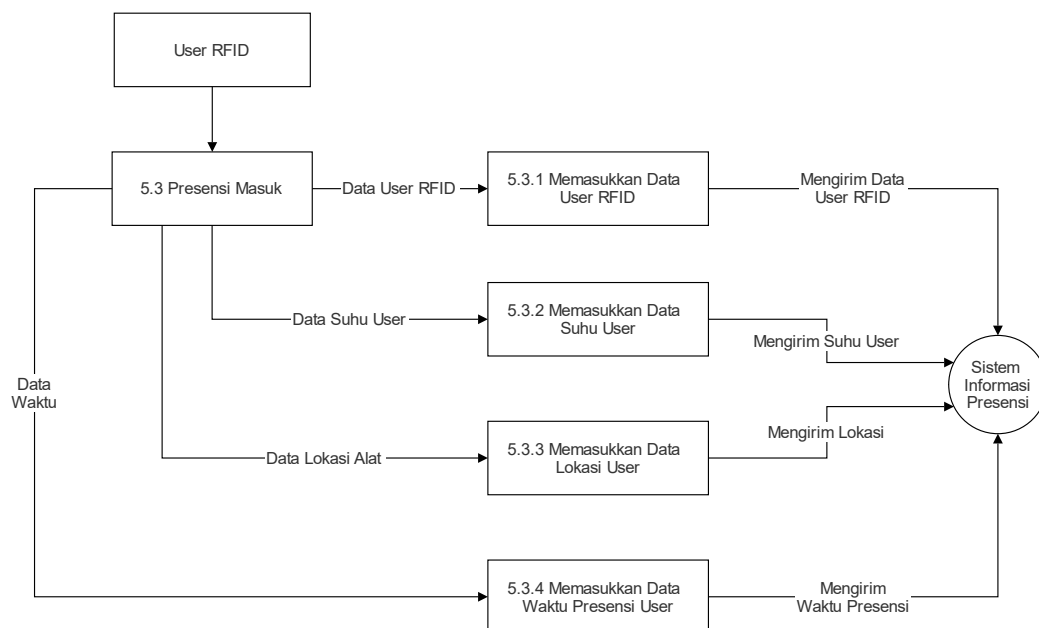 User RFID
5.3 Presensi Masuk
Data User RFID
5.3.1 Memasukkan Data
User RFID
Mengirim Data
User RFID
Data Suhu User
5.3.2 Memasukkan Data
Suhu User
Mengirim Suhu User
Sistem
Informasi
Presensi
Data
Waktu
Data Lokasi Alat
5.3.3 Memasukkan Data
Lokasi User
Mengirim Lokasi
5.3.4 Memasukkan Data
Waktu Presensi User
Mengirim
Waktu Presensi